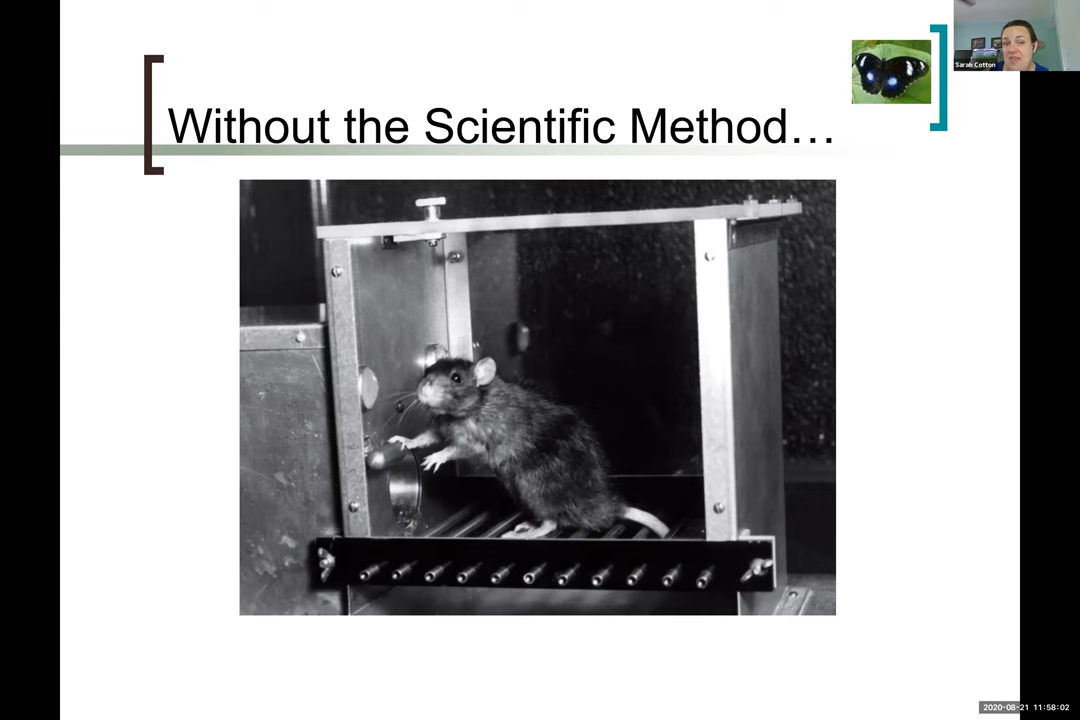 Without the Scientific Method…
Sarah Cotton
2020-08-21 11:58:02